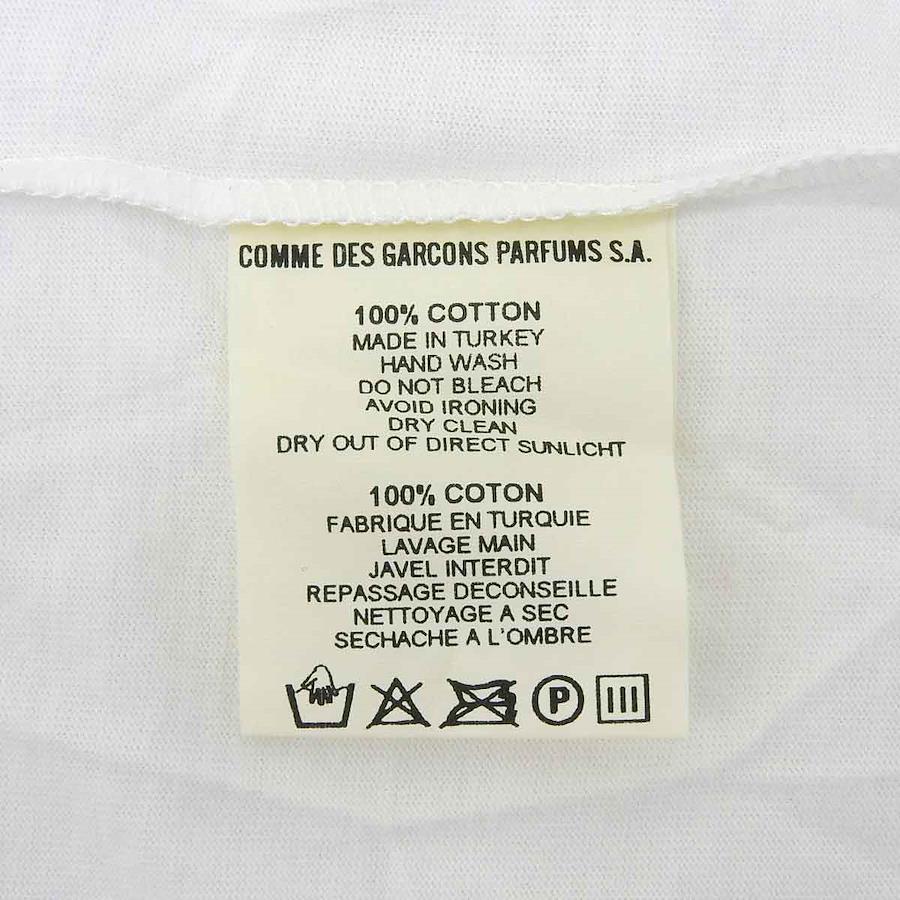 COMME DES GARCONS PARFUMS S.A.
100% COTTON
MADE IN TURKEY
HAND WASH
DO NOT BLEACH
AVOID IRONING
DRY CLEAN
DRY OUT OF DIRECT SUNLICHT
100% COTON
FABRIQUE EN TURQUIE
LAVAGE MAIN
JAVEL INTERDIT
REPASSAGE DECONSEILLE
NETTOYAGE A SEC
SECHACHE A L'OMBRE
P